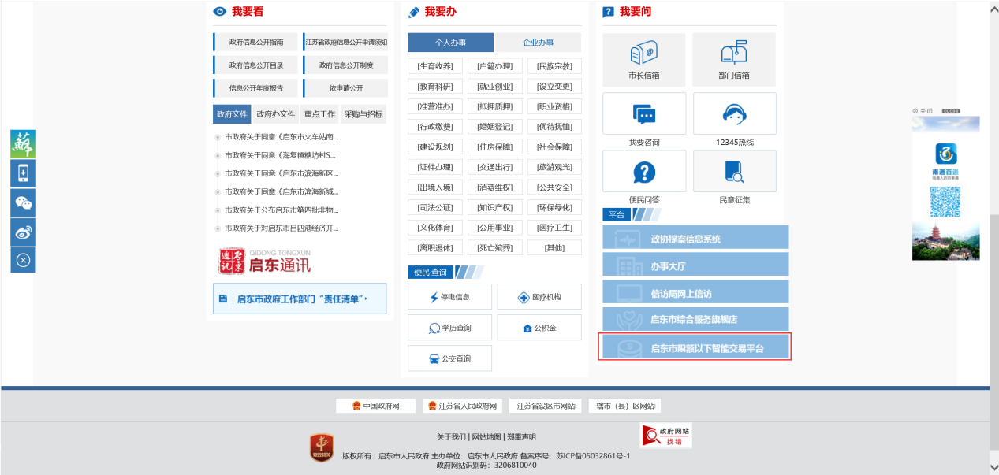 我要看
政府信息公开指南
江苏省政府信息公开申请须知
政府信息公开目录
政府信息公开制度
信息公开年度报告
依申请公开
政府文件 政府办文件 重点工作 采购与招标
市政府关于同意《启东市火车站南...
市政府关于同意《海复镇糖坊村S...
市政府关于同意《启东市滨海新区...
市政府关于同意《启东市滨海新城...
市政府关于公布启东市第四批非物...
市政府关于对启东市吕四港经济开...
QIDONG TONGXUN
启东通讯
启东市政府工作部门“责任清单”
我要办
个人办事 企业办事
[生育收养] [户籍办理] [民族宗教]
[教育科研] [就业创业] [设立变更]
[准营准办] [抵押质押] [职业资格]
[行政缴费] [婚姻登记] [优待抚恤]
[建设规划] [住房保障] [社会保障]
[证件办理] [交通出行] [旅游观光]
[出境入境] [消费维权] [公共安全]
[司法公证] [知识产权] [环保绿化]
[文化体育] [公用事业] [医疗卫生]
[离职退休] [死亡殡葬] [其他]
便民·查询
停电信息 医疗机构
学历查询 公积金
公交查询
我要问
市长信箱 部门信箱
我要咨询 12345热线
便民问答 民意征集
平台
政协提案信息系统
办事大厅
信访局网上信访
启东市综合服务旗舰店
启东市限额以下智能交易平台
关闭 CLOSE
南通百通
南通人的百事通
中国政府网 江苏省人民政府网 江苏省设区市网站 辖市（县）区网站
关于我们 | 网站地图 | 郑重声明
党政机关
政府网站
找错
版权所有：启东市人民政府 主办单位：启东市人民政府 备案序号：苏ICP备05032861号-1
政府网站识别码：3206810040